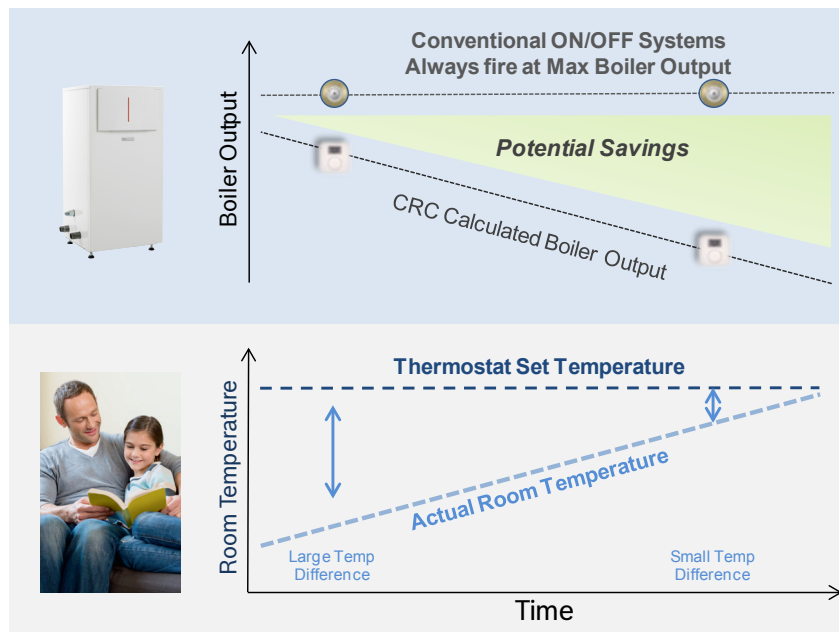 Conventional ON/OFF Systems
Always fire at Max Boiler Output
Boiler Output
Potential Savings
CRC Calculated Boiler Output
Thermostat Set Temperature
Room Temperature
Actual Room Temperature
Large Temp
Difference
Small Temp
Difference
Time